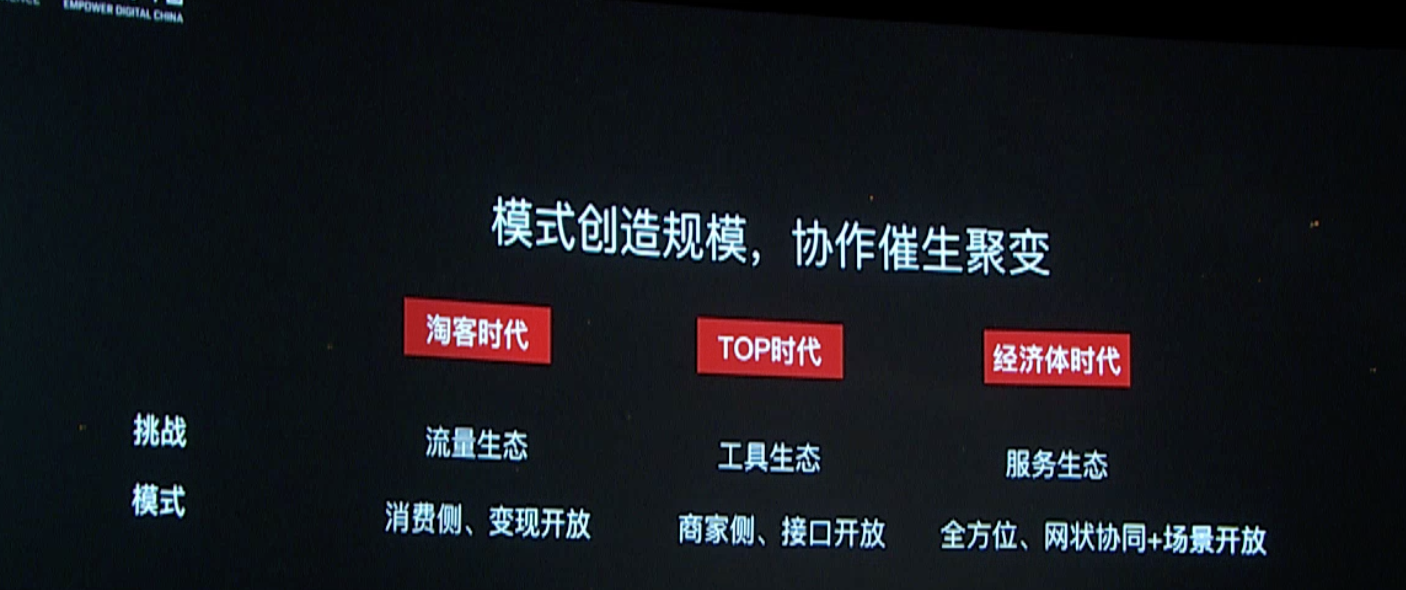 EMPOWER DIGITAL CHINA
模式创造规模，协作催生聚变
淘客时代 TOP时代 经济体时代
挑战 流量生态 工具生态 服务生态
模式 消费侧、变现开放 商家侧、接口开放 全方位、网状协同+场景开放